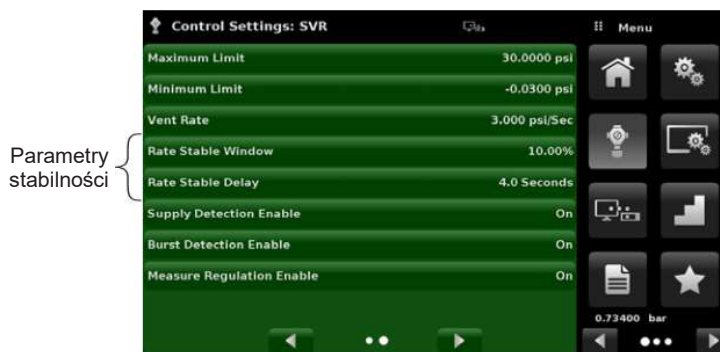 Control Settings: SVR
Menu
Maximum Limit 30.0000 psi
Minimum Limit -0.0300 psi
Vent Rate 3.000 psi/Sec
Parametry
stabilności
Rate Stable Window 10.00%
Rate Stable Delay 4.0 Seconds
Supply Detection Enable On
Burst Detection Enable On
Measure Regulation Enable On
0.73400 bar